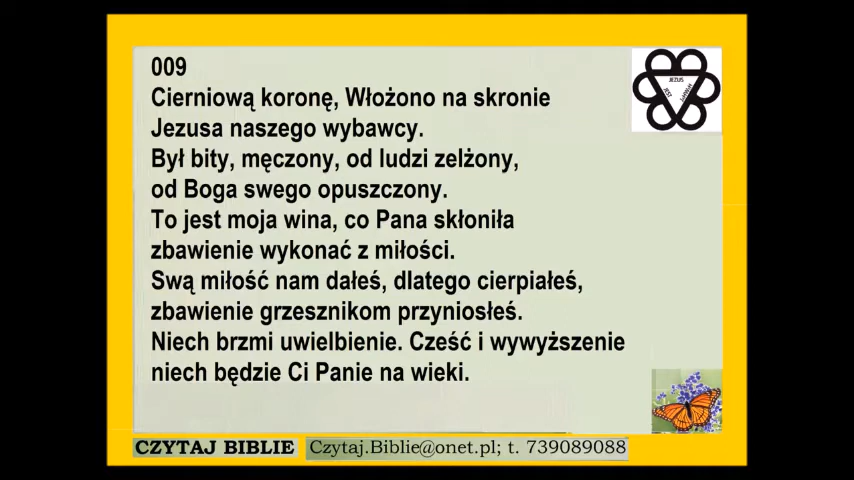 009
Cierniową koronę, Włożono na skronie
Jezusa naszego wybawcy.
Był bity, męczony, od ludzi zelżony,
od Boga swego opuszczony.
To jest moja wina, co Pana skłoniła
zbawienie wykonać z miłości.
Swą miłość nam dałeś, dlatego cierpiałeś,
zbawienie grzesznikom przyniosłeś.
Niech brzmi uwielbienie. Cześć i wywyższenie
niech będzie Ci Panie na wieki.
JEZUS
JEST
CZYTAJ BIBLIE Czytaj.Biblie@onet.pl; t. 739089088